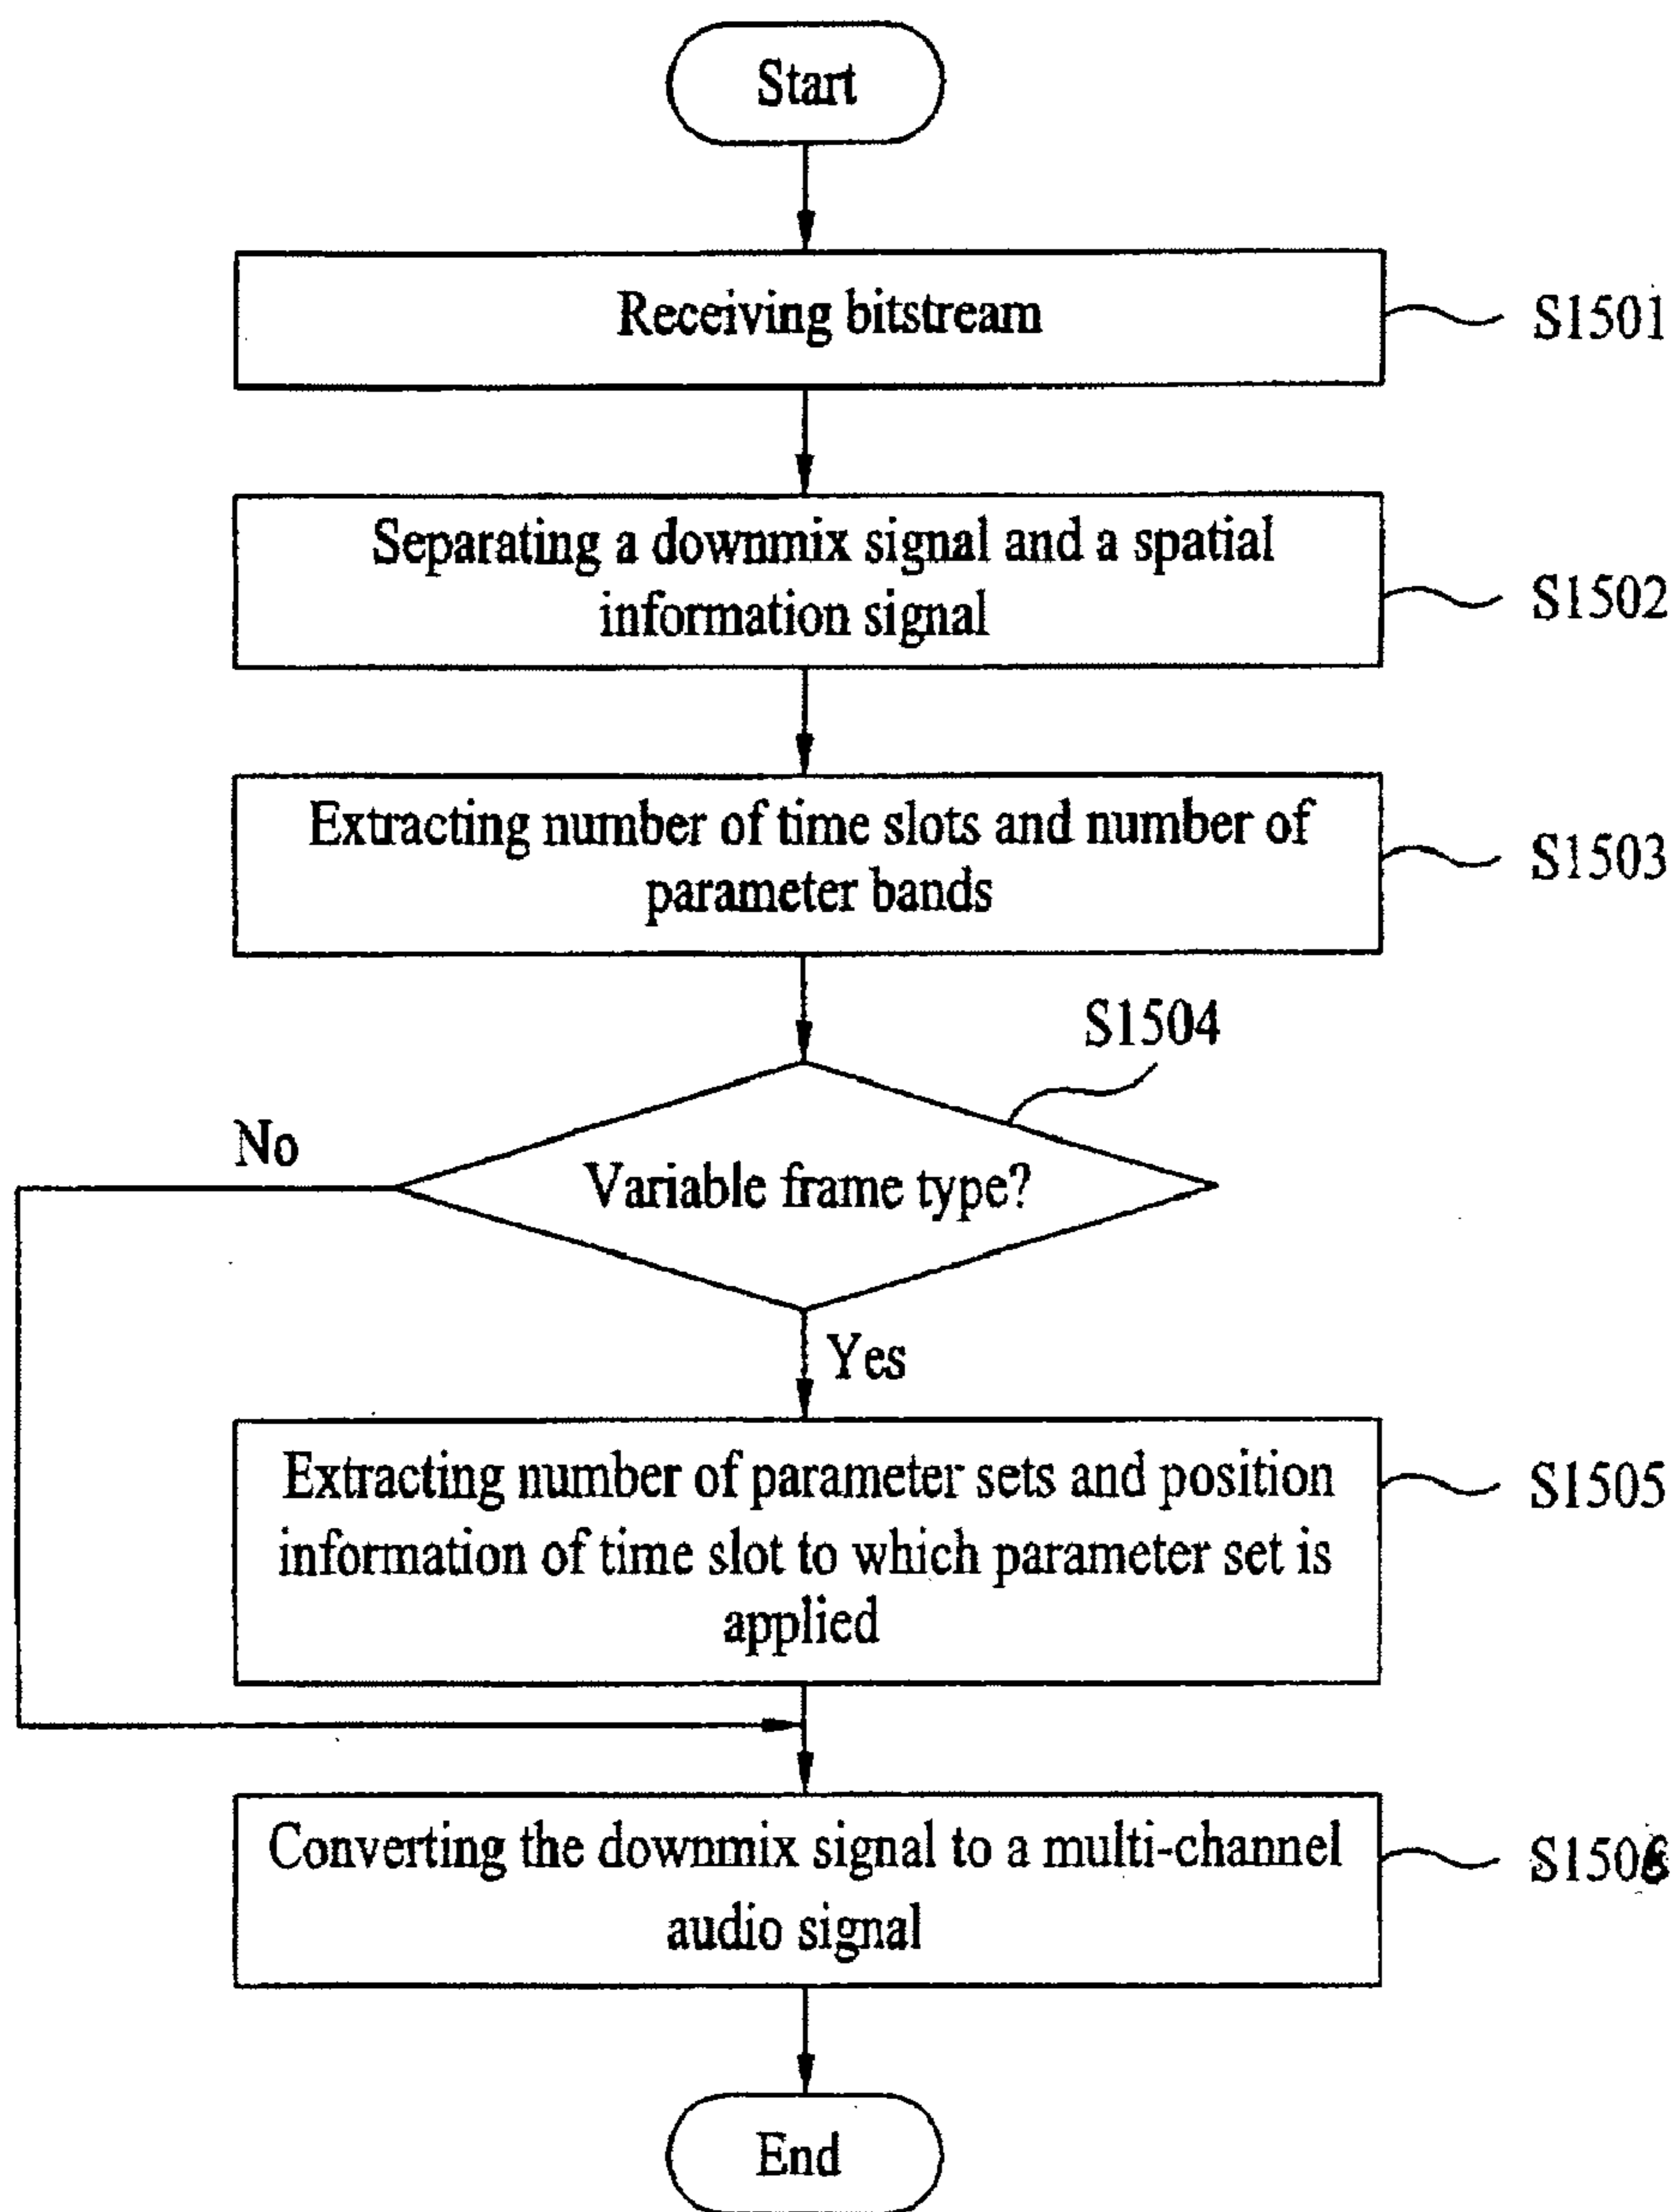 Start
Receiving bitstream
S1501
Separating a downmix signal and a spatial
information signal
S1502
Extracting number of time slots and number of
parameter bands
S1503
S1504
No
Variable frame type?
Yes
Extracting number of parameter sets and position
information of time slot to which parameter set is
applied
S1505
Converting the downmix signal to a multi-channel
audio signal
S1506
End